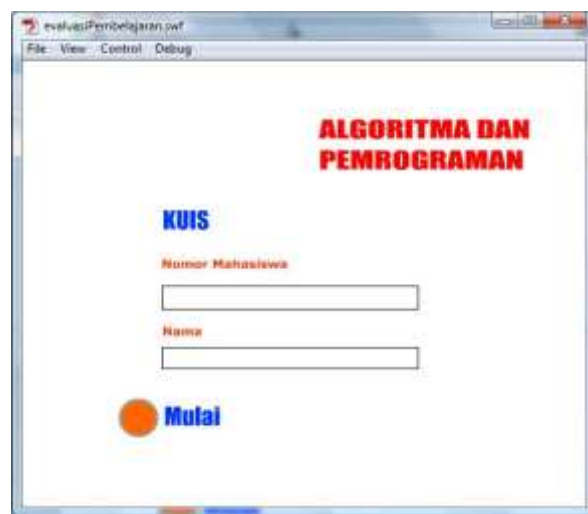 evaluasiPembelajaran.swf
File View Control Debug
ALGORITMA DAN
PEMROGRAMAN
KUIS
Nomor Mahasiswa
Nama
Mulai